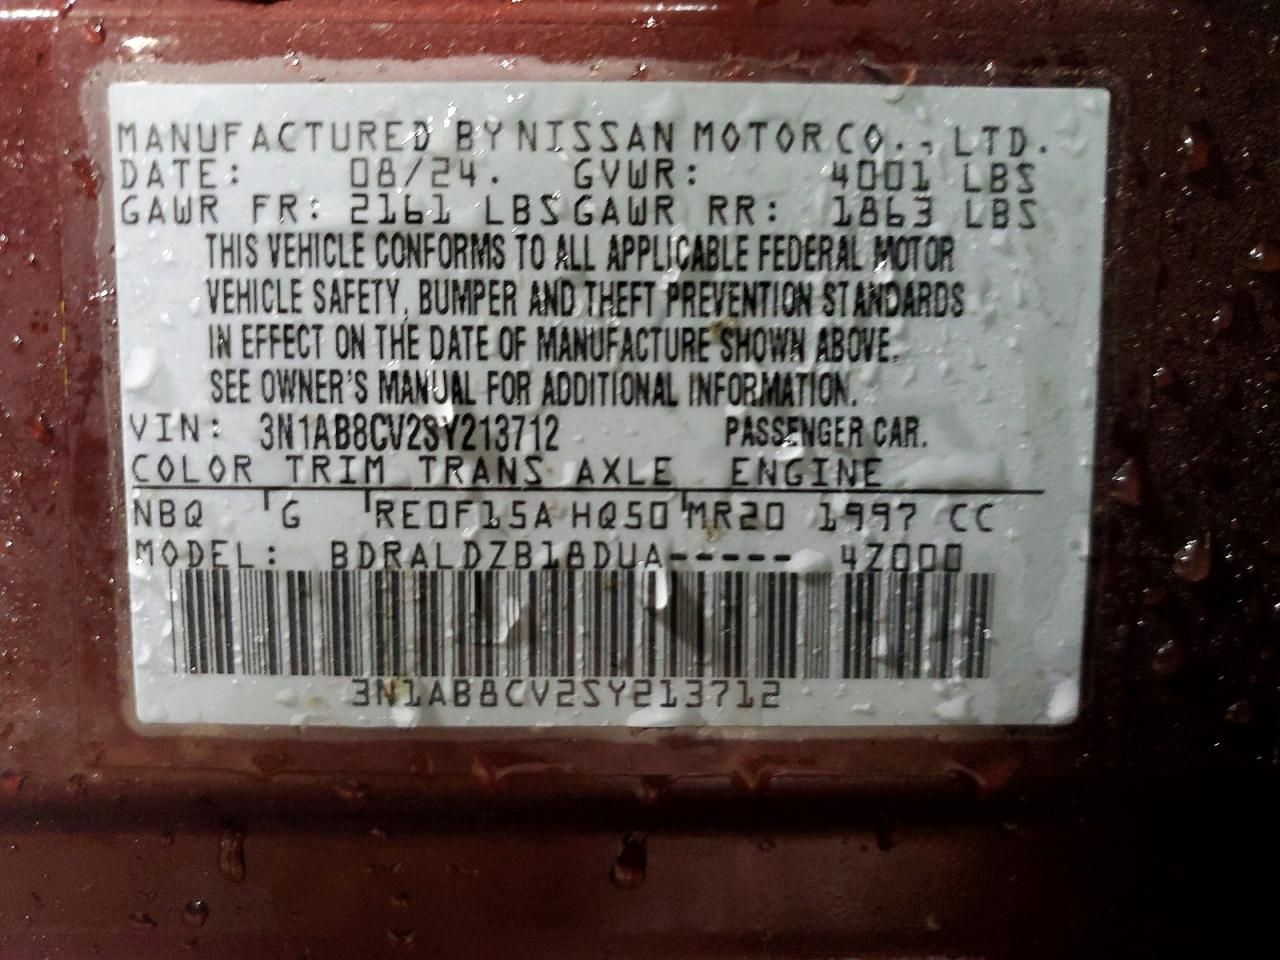 MANUFACTURED BY NISSAN MOTOR CO., LTD.
DATE: 08/24. GVWR: 4001 LBS
GAWR FR: 2161 LBS GAWR RR: 1863 LBS
THIS VEHICLE CONFORMS TO ALL APPLICABLE FEDERAL MOTOR
VEHICLE SAFETY, BUMPER AND THEFT PREVENTION STANDARDS
IN EFFECT ON THE DATE OF MANUFACTURE SHOWN ABOVE.
SEE OWNER'S MANUAL FOR ADDITIONAL INFORMATION.
VIN: 3N1AB8CV2SY213712 PASSENGER CAR.
COLOR TRIM TRANS AXLE ENGINE
NBQ G RE0F15A HQ50 MR20 1997 CC
MODEL: BDRALDZB18DUA----- 4Z000
3N1AB8CV2SY213712